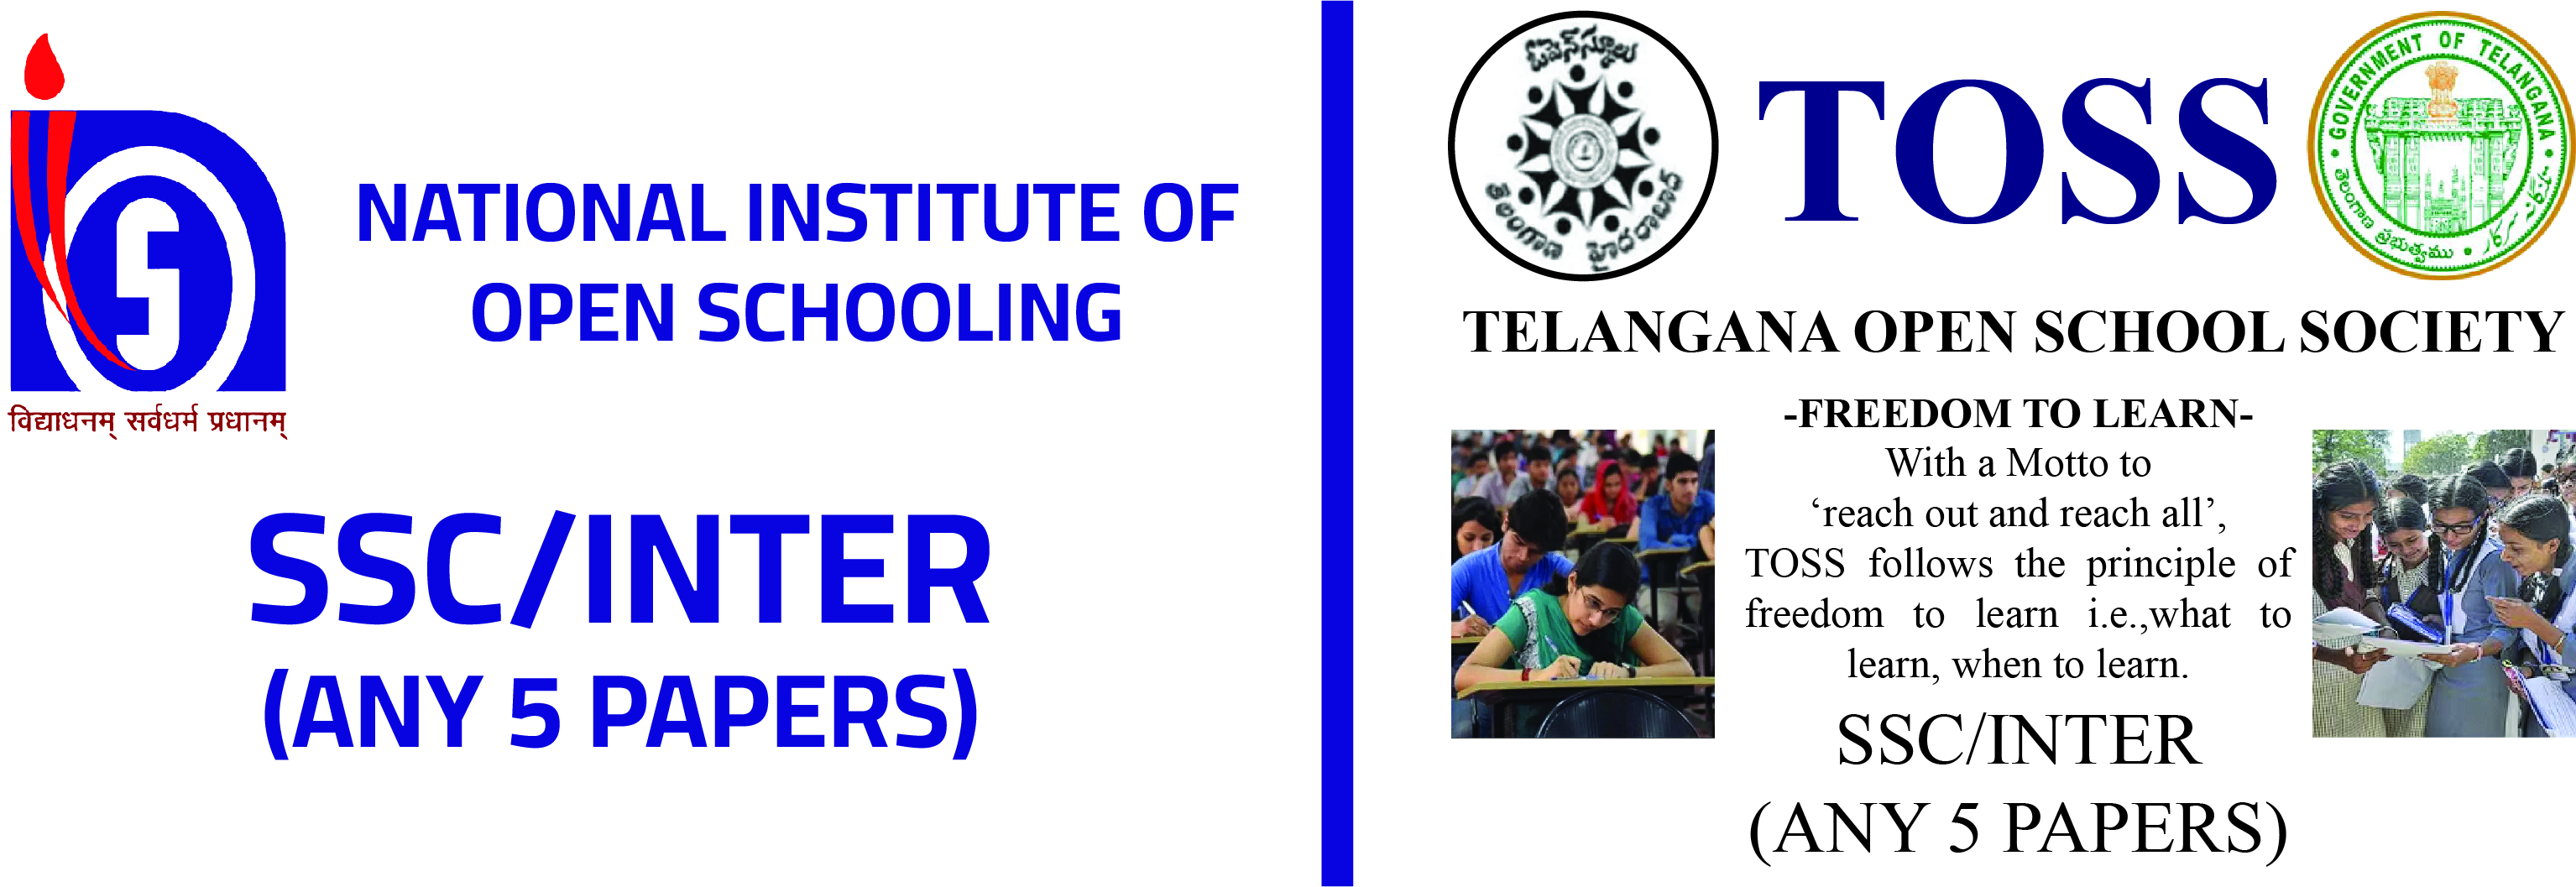 विद्याधनम् सर्वधर्म प्रधानम्
NATIONAL INSTITUTE OF
OPEN SCHOOLING
SSC/INTER
(ANY 5 PAPERS)
ఓపెన్ స్కూలు
తెలంగాణ హైదరాబాద్
TOSS
GOVERNMENT OF TELANGANA
తెలంగాణ ప్రభుత్వము
TELANGANA OPEN SCHOOL SOCIETY
-FREEDOM TO LEARN-
With a Motto to
‘reach out and reach all’,
TOSS follows the principle of
freedom to learn i.e.,what to
learn, when to learn.
SSC/INTER
(ANY 5 PAPERS)